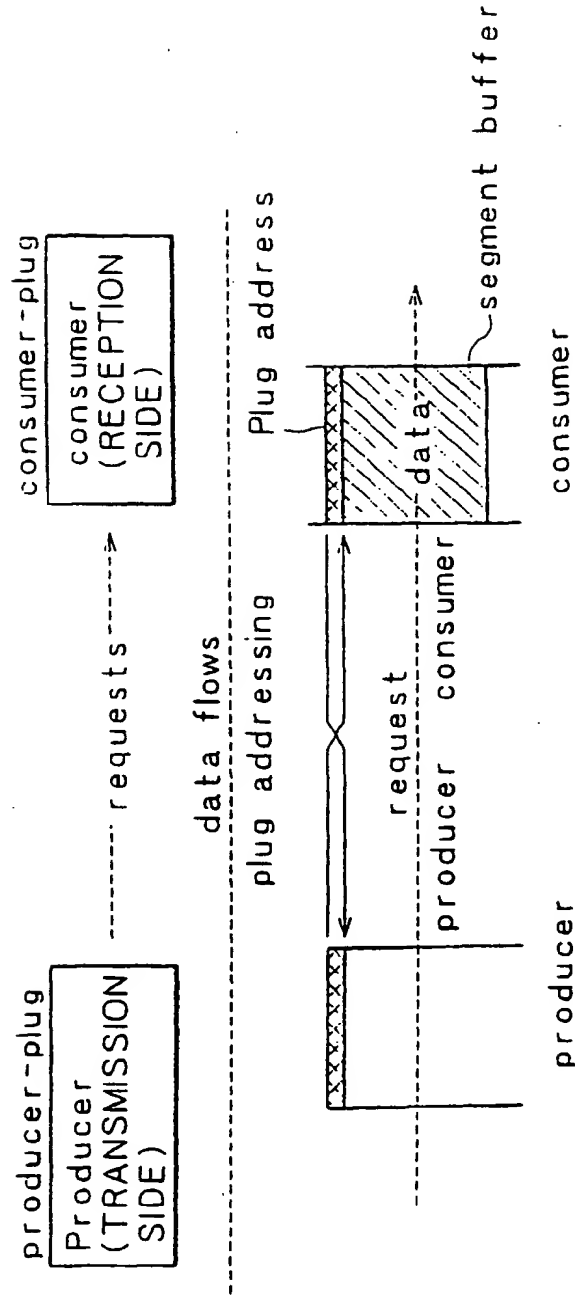 producer-plug
Producer
(TRANSMISSION
SIDE)
requests
consumer-plug
consumer
(RECEPTION
SIDE)
data flows
plug addressing
Plug address
request
producer consumer
data
segment buffer
producer
consumer